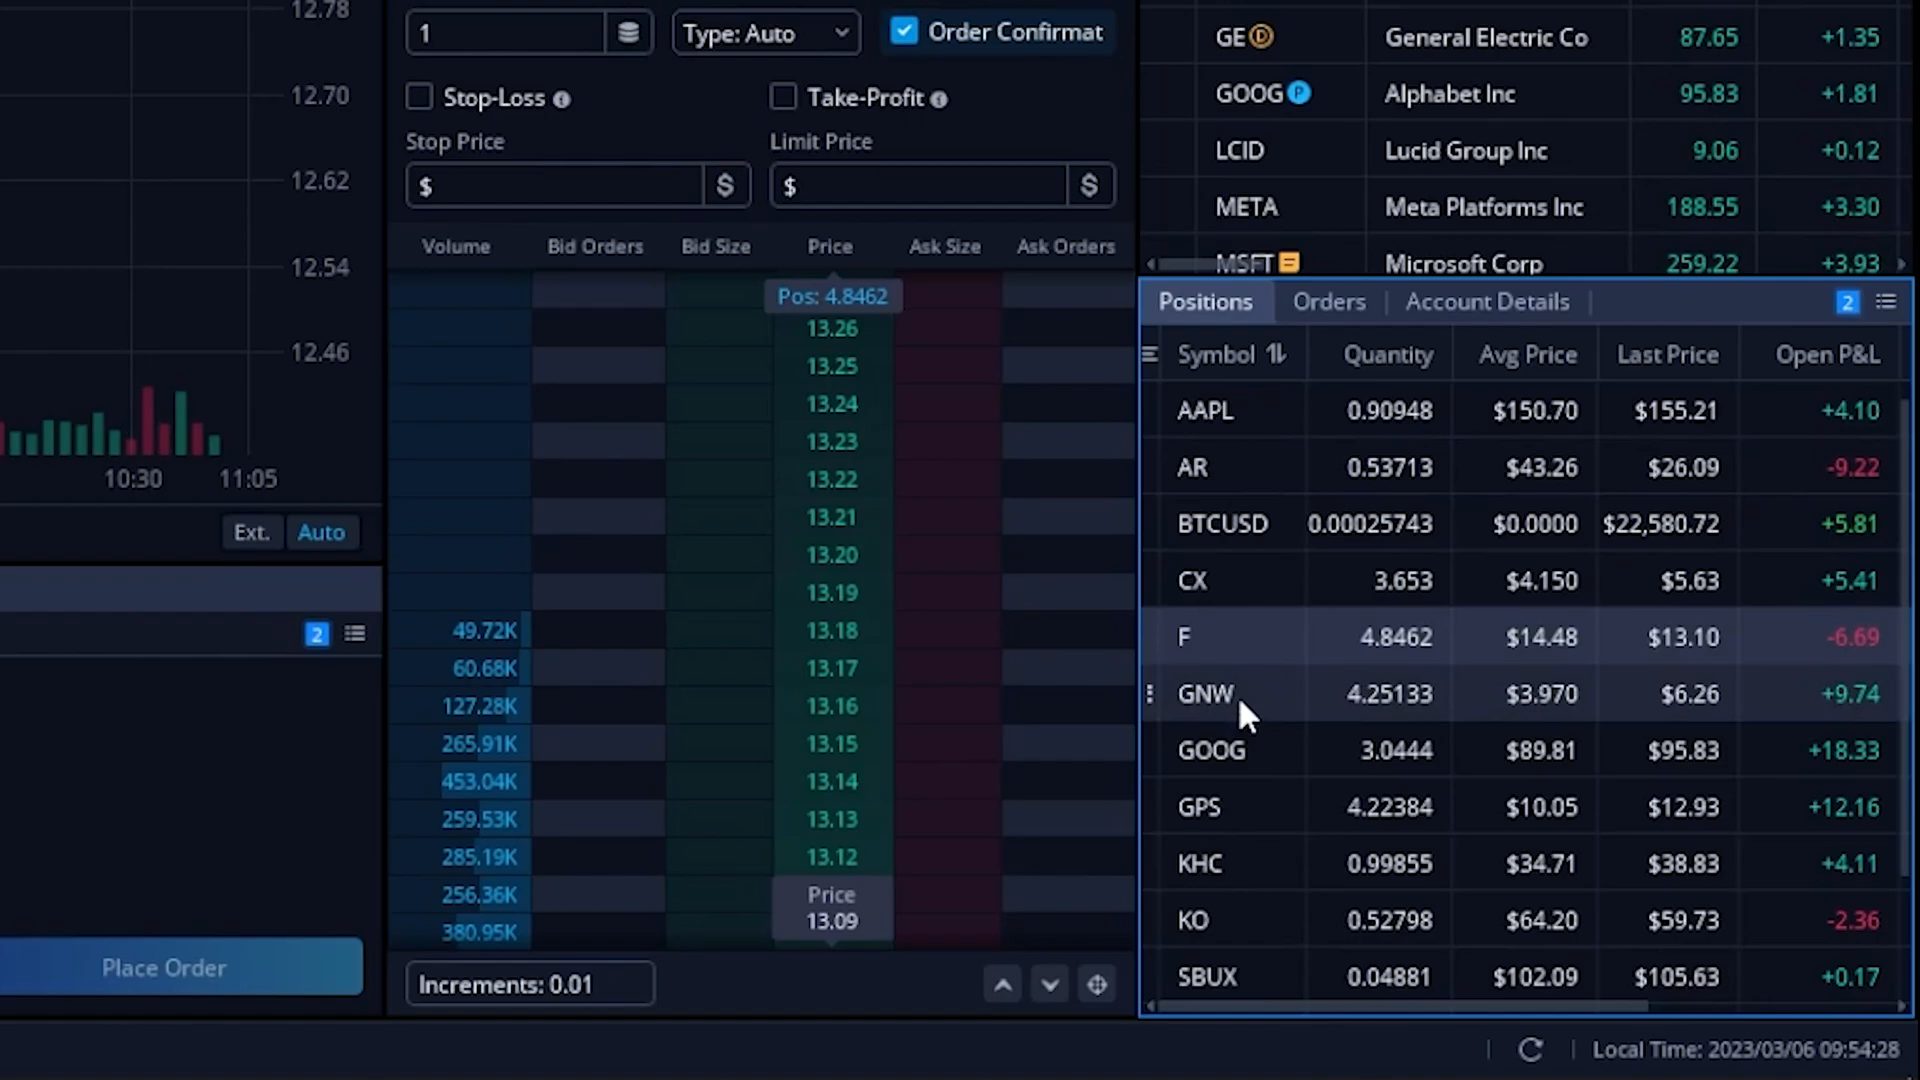 12.78
12.70
12.62
12.54
12.46
10:30 11:05
Ext. Auto
2
Place Order
1 Type: Auto Order Confirmat
Stop-Loss Take-Profit
Stop Price Limit Price
$ $ $ $
Volume Bid Orders Bid Size Price Ask Size Ask Orders
Pos: 4.8462
13.26
13.25
13.24
13.23
13.22
13.21
13.20
13.19
49.72K 13.18
60.68K 13.17
127.28K 13.16
265.91K 13.15
453.04K 13.14
259.53K 13.13
285.19K 13.12
256.36K Price
380.95K 13.09
Increments: 0.01
GE D General Electric Co 87.65 +1.35
GOOG P Alphabet Inc 95.83 +1.81
LCID Lucid Group Inc 9.06 +0.12
META Meta Platforms Inc 188.55 +3.30
MSFT Microsoft Corp 259.22 +3.93
Positions Orders Account Details 2
Symbol Quantity Avg Price Last Price Open P&L
AAPL 0.90948 $150.70 $155.21 +4.10
AR 0.53713 $43.26 $26.09 -9.22
BTCUSD 0.00025743 $0.0000 $22,580.72 +5.81
CX 3.653 $4.150 $5.63 +5.41
F 4.8462 $14.48 $13.10 -6.69
GNW 4.25133 $3.970 $6.26 +9.74
GOOG 3.0444 $89.81 $95.83 +18.33
GPS 4.22384 $10.05 $12.93 +12.16
KHC 0.99855 $34.71 $38.83 +4.11
KO 0.52798 $64.20 $59.73 -2.36
SBUX 0.04881 $102.09 $105.63 +0.17
Local Time: 2023/03/06 09:54:28